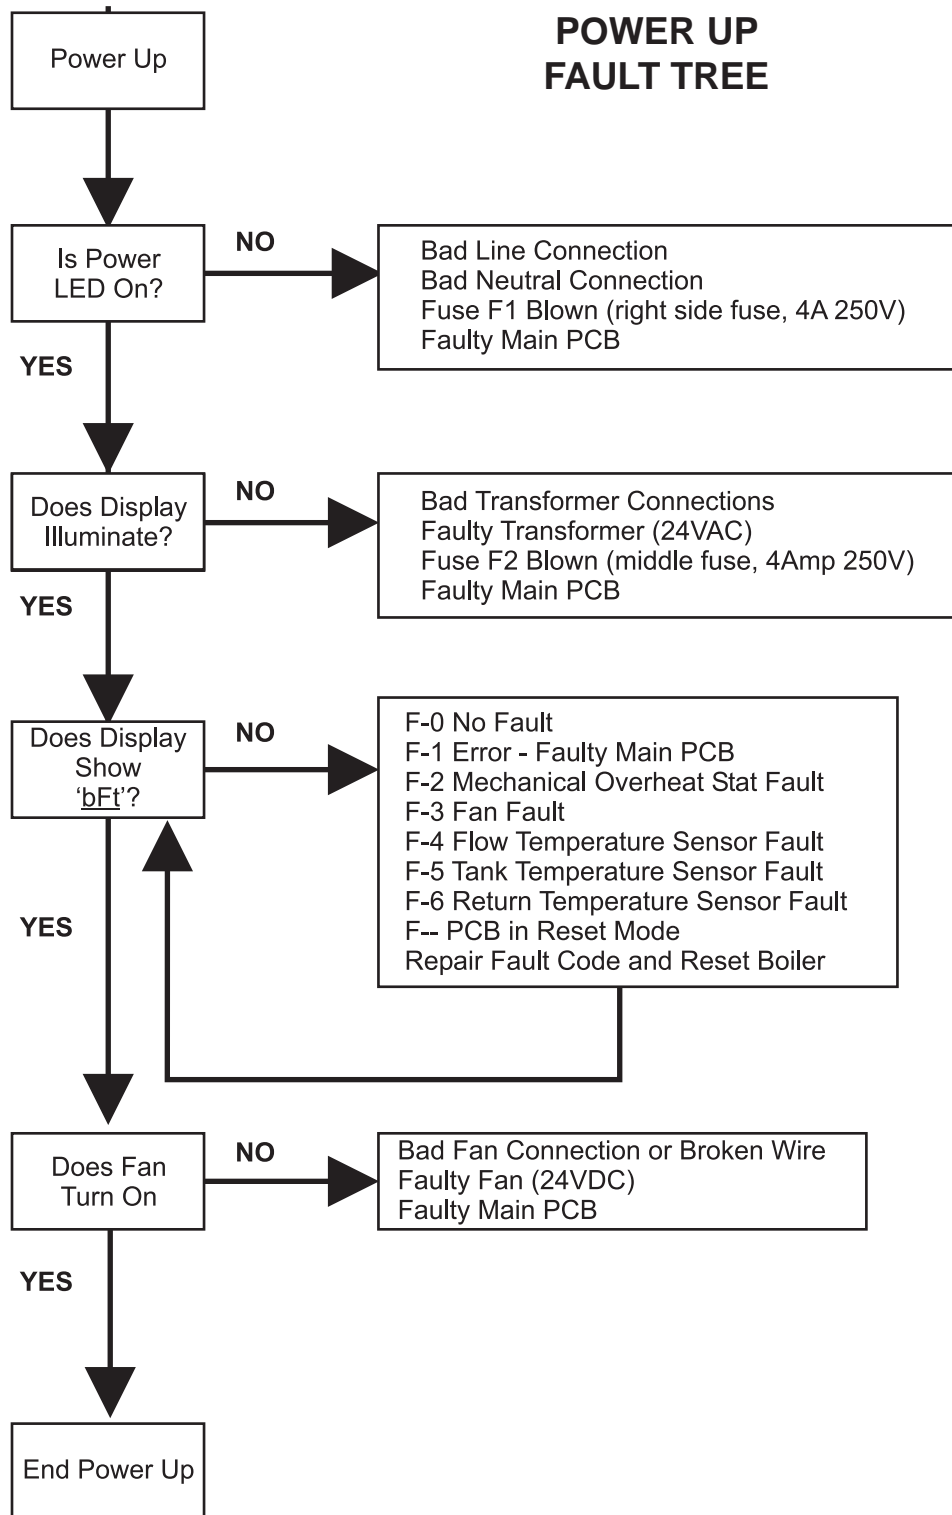 POWER UP
FAULT TREE
Power Up
Is Power
LED On?
NO
Bad Line Connection
Bad Neutral Connection
Fuse F1 Blown (right side fuse, 4A 250V)
Faulty Main PCB
YES
Does Display
Illuminate?
NO
Bad Transformer Connections
Faulty Transformer (24VAC)
Fuse F2 Blown (middle fuse, 4Amp 250V)
Faulty Main PCB
YES
Does Display
Show
‘bFt’?
NO
F-0 No Fault
F-1 Error - Faulty Main PCB
F-2 Mechanical Overheat Stat Fault
F-3 Fan Fault
F-4 Flow Temperature Sensor Fault
F-5 Tank Temperature Sensor Fault
F-6 Return Temperature Sensor Fault
F-- PCB in Reset Mode
Repair Fault Code and Reset Boiler
YES
Does Fan
Turn On
NO
Bad Fan Connection or Broken Wire
Faulty Fan (24VDC)
Faulty Main PCB
YES
End Power Up